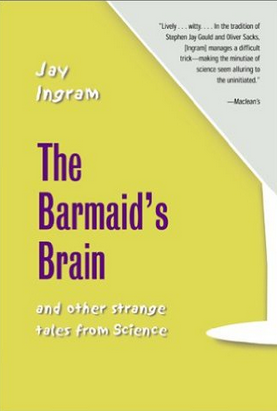 "Lively . . . witty. . . . In the tradition of
Stephen Jay Gould and Oliver Sacks,
[Ingram] manages a difficult
trick—making the minutiae of
science seem alluring to
the uninitiated."
—Maclean's
Jay
Ingram
The
Barmaid's
Brain
and other strange
tales from Science